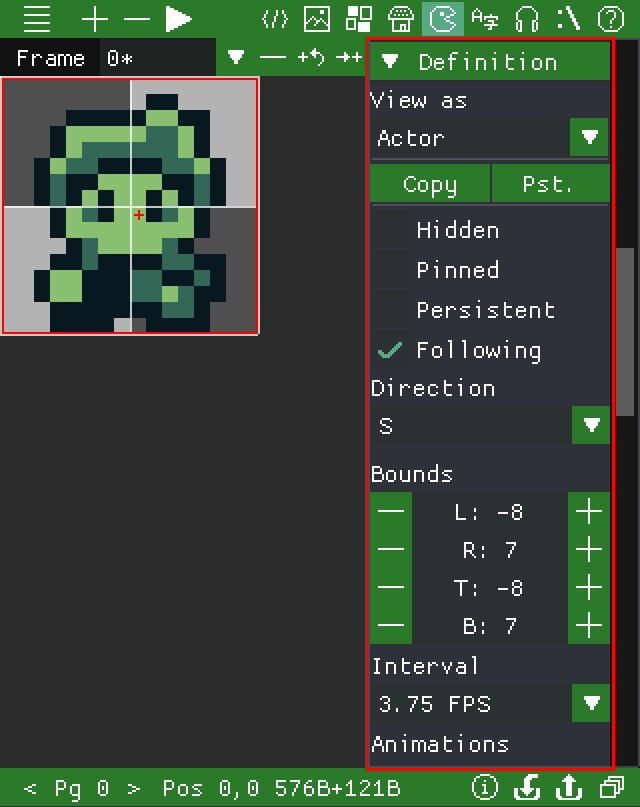 Frame 0*
Definition
View as
Actor
Copy Pst.
Hidden
Pinned
Persistent
Following
Direction
S
Bounds
L: -8
R: 7
T: -8
B: 7
Interval
3.75 FPS
Animations
< Pg 0 > Pos 0,0 576B+121B